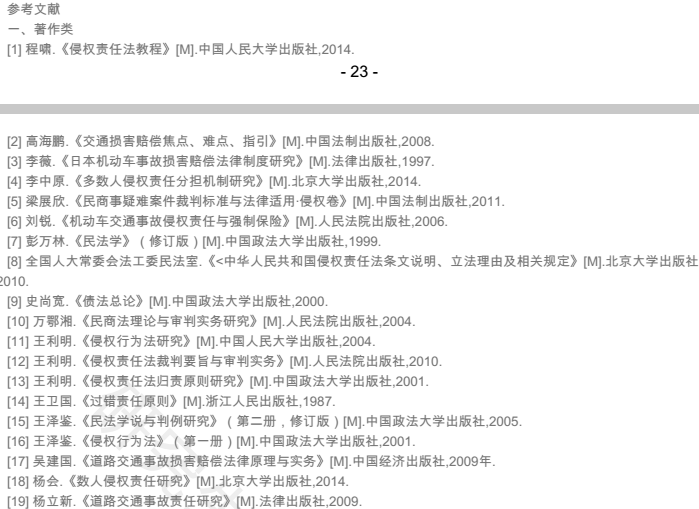 参考文献
一、著作类
[1] 程啸.《侵权责任法教程》[M].中国人民大学出版社,2014.
- 23 -
[2] 高海鹏.《交通损害赔偿焦点、难点、指引》[M].中国法制出版社,2008.
[3] 李薇.《日本机动车事故损害赔偿法律制度研究》[M].法律出版社,1997.
[4] 李中原.《多数人侵权责任分担机制研究》[M].北京大学出版,2014.
[5] 梁展欣.《民商事疑难案件裁判标准与法律适用·侵权卷》[M].中国法制出版社,2011.
[6] 刘锐.《机动车交通事故侵权责任与强制保险》[M].人民法院出版社,2006.
[7] 彭万林.《民法学》（修订版）[M].中国政法大学出版社,1999.
[8] 全国人大常委会法工委民法室.《<中华人民共和国侵权责任法条文说明、立法理由及相关规定》[M].北京大学出版社
2010.
[9] 史尚宽.《债法总论》[M].中国政法大学出版社,2000.
[10] 万鄂湘.《民商法理论与审判实务研究》[M].人民法院出版社,2004.
[11] 王利明.《侵权行为法研究》[M].中国人民大学出版社,2004.
[12] 王利明.《侵权责任法裁判要旨与审判实务》[M].人民法院出版社,2010.
[13] 王利明.《侵权责任法归责原则研究》[M].中国政法大学出版社,2001.
[14] 王卫国.《过错责任原则》[M].浙江人民出版社,1987.
[15] 王泽鉴.《民法学说与判例研究》（第二册，修订版）[M].中国政法大学出版社,2005.
[16] 王泽鉴.《侵权行为法》（第一册）[M].中国政法大学出版社,2001.
[17] 吴建国.《道路交通事故损害赔偿法律原理与实务》[M].中国经济出版社,2009年.
[18] 杨会.《数人侵权责任研究》[M].北京大学出版社,2014.
[19] 杨立新.《道路交通事故责任研究》[M].法律出版社,2009.